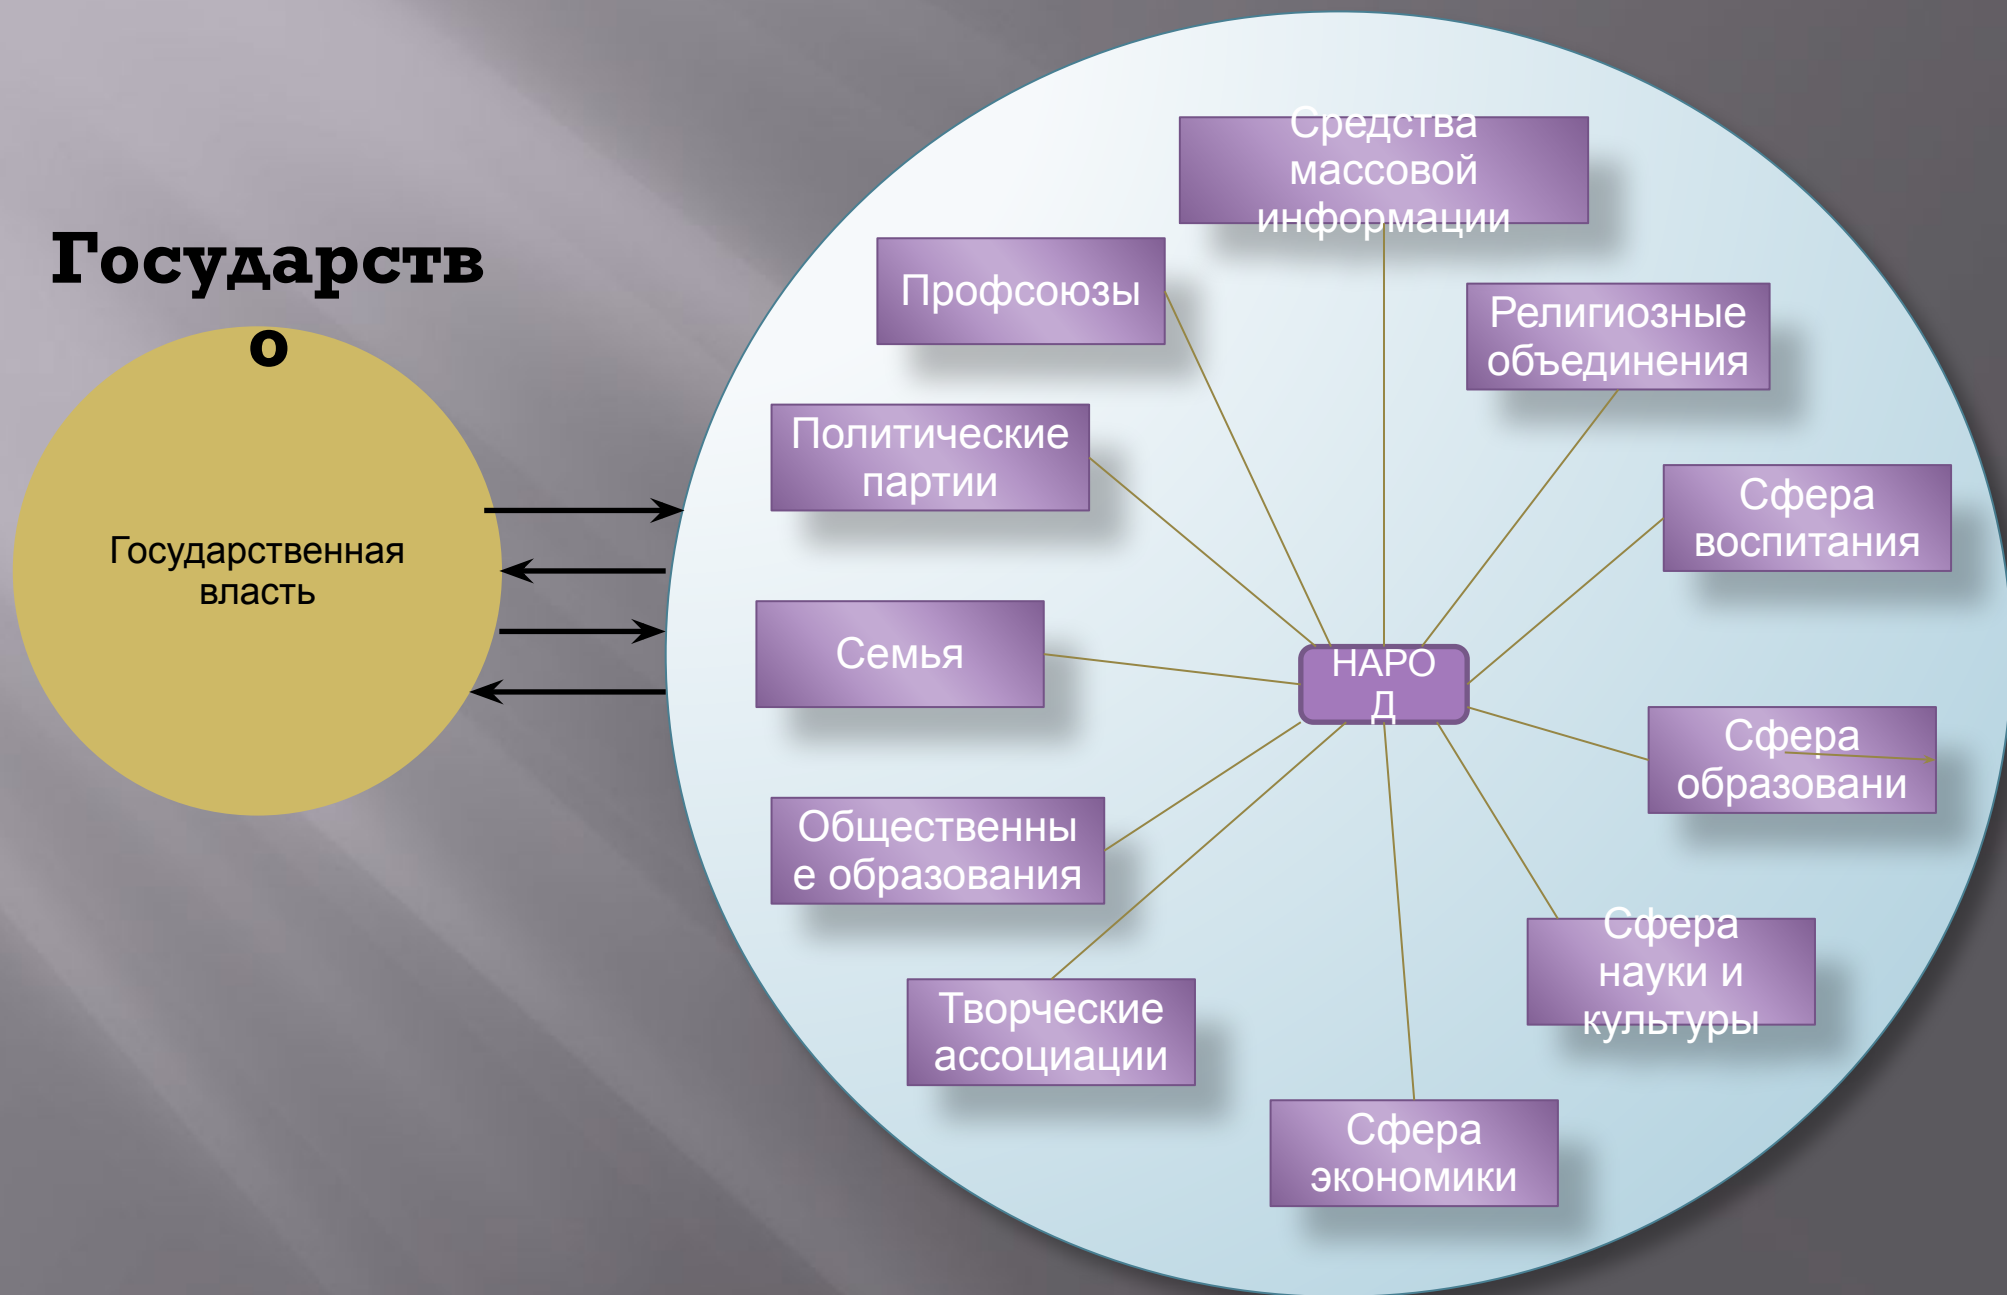 Государств
о
Государственная
власть
Средства
массовой
информации
Профсоюзы
Религиозные
объединения
Политические
партии
Сфера
воспитания
Семья
НАРО
Д
Сфера
образовани
Общественны
е образования
Сфера
науки и
культуры
Творческие
ассоциации
Сфера
экономики